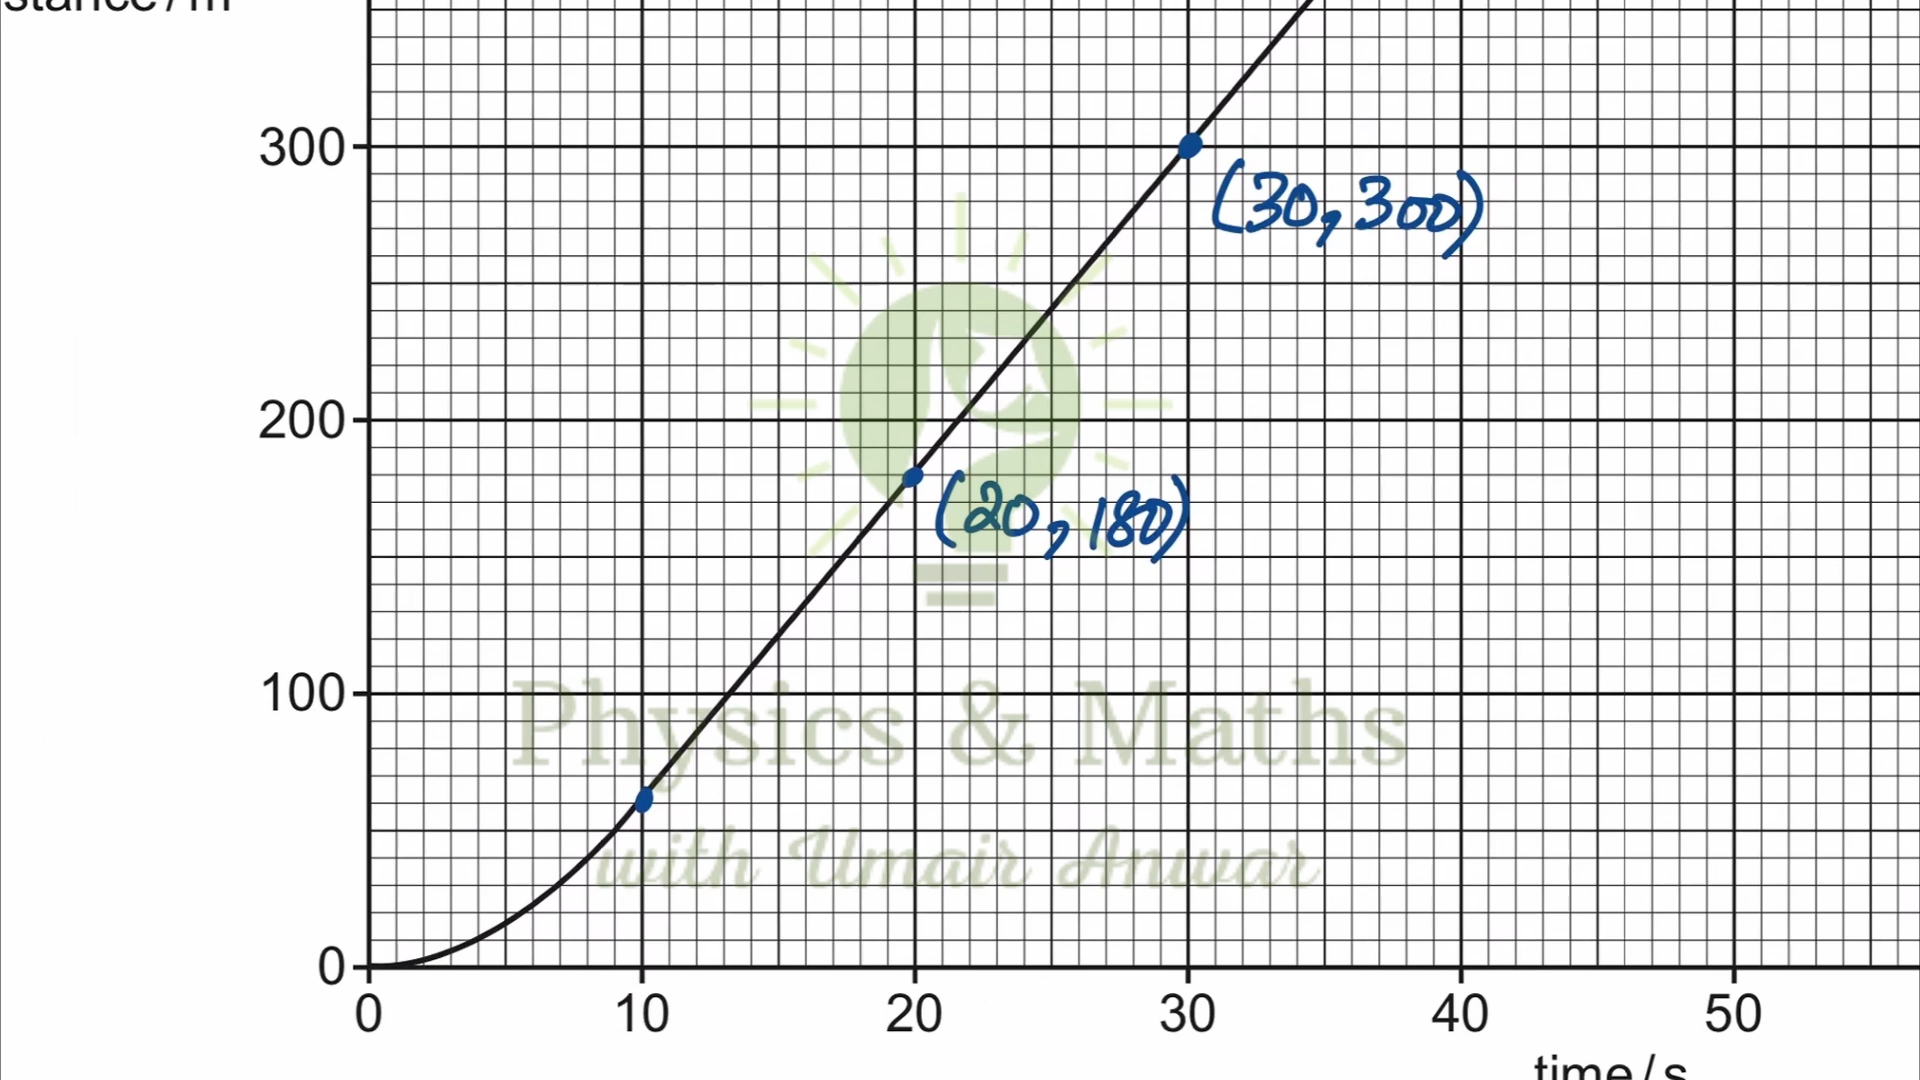 stance / m
300
(30, 300)
200
(20, 180)
100
Physics & Maths
with Umair Anwar
0
0 10 20 30 40 50
time / s